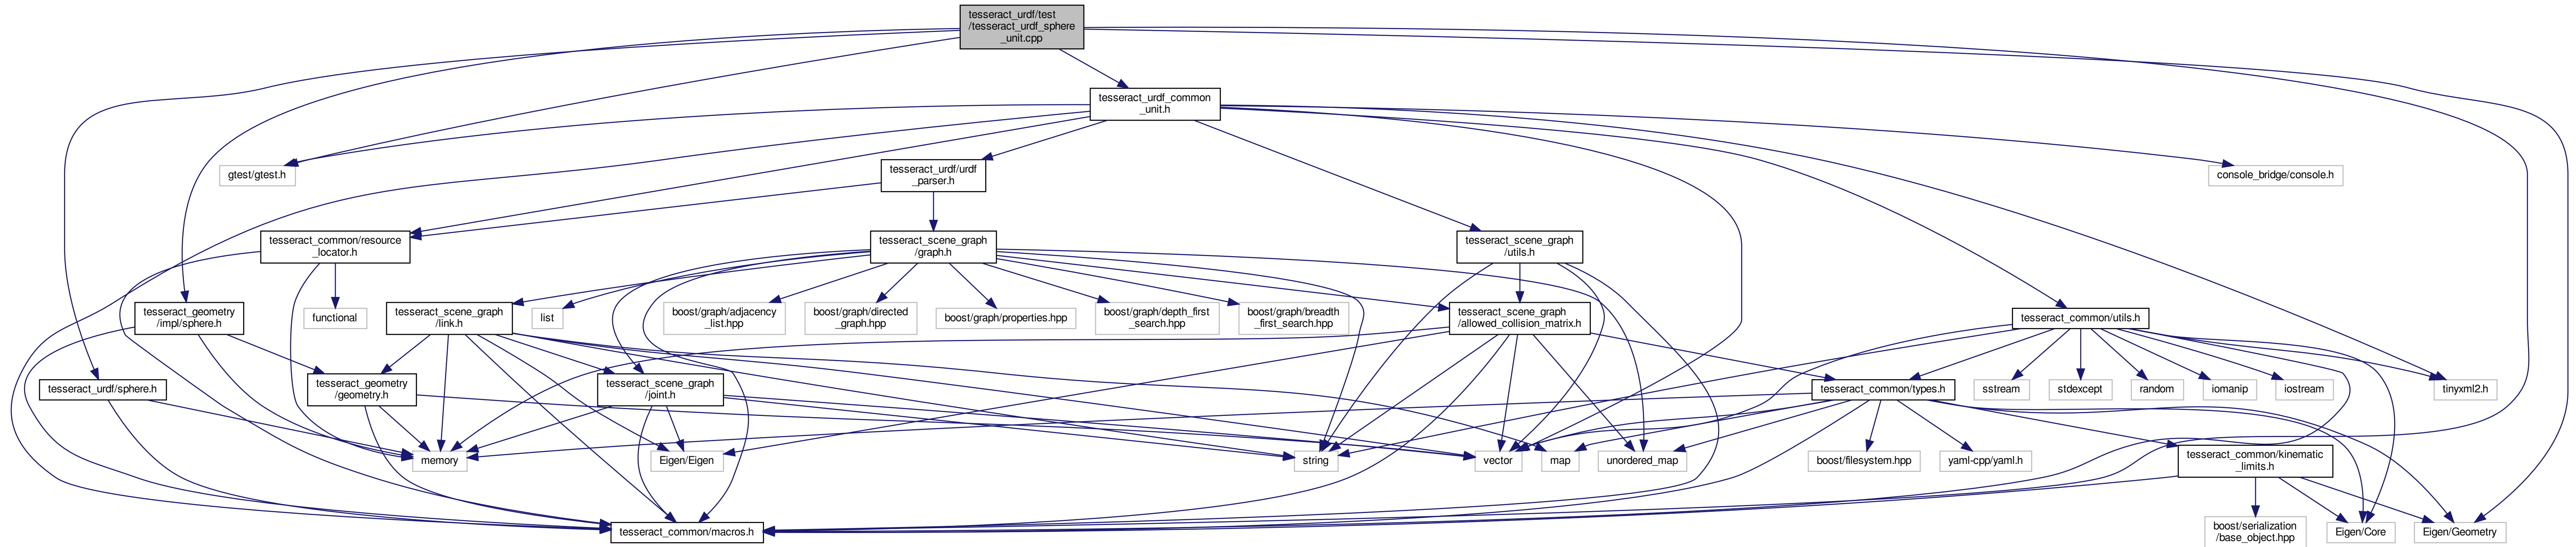 tesseract_urdf/test
/tesseract_urdf_sphere
_unit.cpp
tesseract_urdf_common
_unit.h
gtest/gtest.h
tesseract_urdf/urdf
_parser.h
console_bridge/console.h
tesseract_common/resource
_locator.h
tesseract_scene_graph
/graph.h
tesseract_scene_graph
/utils.h
tesseract_geometry
/impl/sphere.h
functional
tesseract_scene_graph
/link.h
list
boost/graph/adjacency
_list.hpp
boost/graph/directed
_graph.hpp
boost/graph/properties.hpp
boost/graph/depth_first
_search.hpp
boost/graph/breadth
_first_search.hpp
tesseract_scene_graph
/allowed_collision_matrix.h
tesseract_common/utils.h
tesseract_urdf/sphere.h
tesseract_geometry
/geometry.h
tesseract_scene_graph
/joint.h
tesseract_common/types.h
sstream
stdexcept
random
iomanip
iostream
tinyxml2.h
memory
Eigen/Eigen
string
vector
map
unordered_map
boost/filesystem.hpp
yaml-cpp/yaml.h
tesseract_common/kinematic
_limits.h
tesseract_common/macros.h
boost/serialization
/base_object.hpp
Eigen/Core
Eigen/Geometry